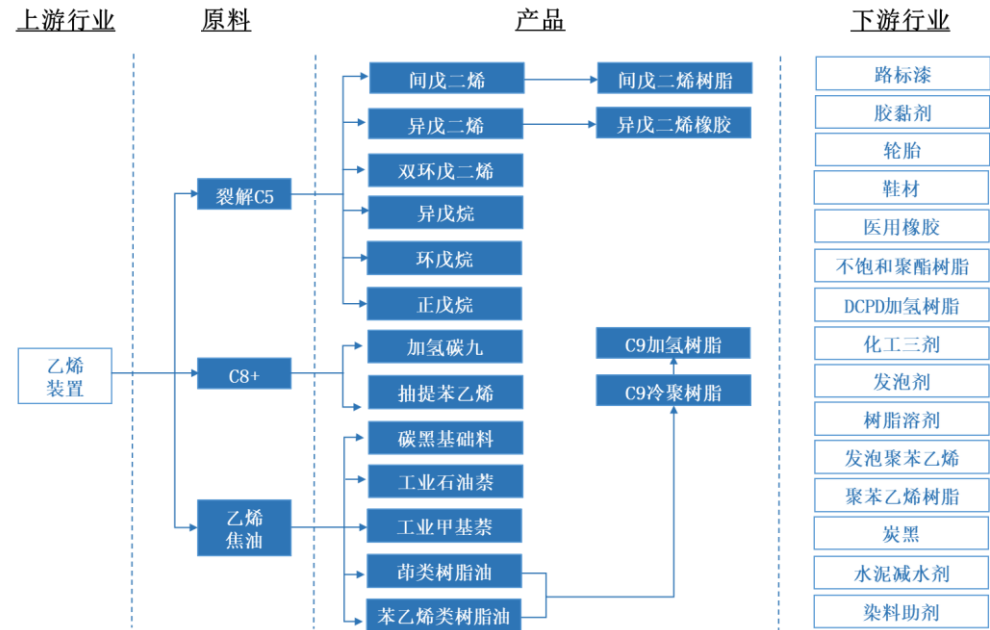 上游行业
原料
产品
下游行业
乙烯
装置
裂解C5
C8+
乙烯
焦油
间戊二烯
异戊二烯
双环戊二烯
异戊烷
环戊烷
正戊烷
加氢碳九
抽提苯乙烯
碳黑基础料
工业石油萘
工业甲基萘
茚类树脂油
苯乙烯类树脂油
间戊二烯树脂
异戊二烯橡胶
C9加氢树脂
C9冷聚树脂
路标漆
胶黏剂
轮胎
鞋材
医用橡胶
不饱和聚酯树脂
DCPD加氢树脂
化工三剂
发泡剂
树脂溶剂
发泡聚苯乙烯
聚苯乙烯树脂
炭黑
水泥减水剂
染料助剂